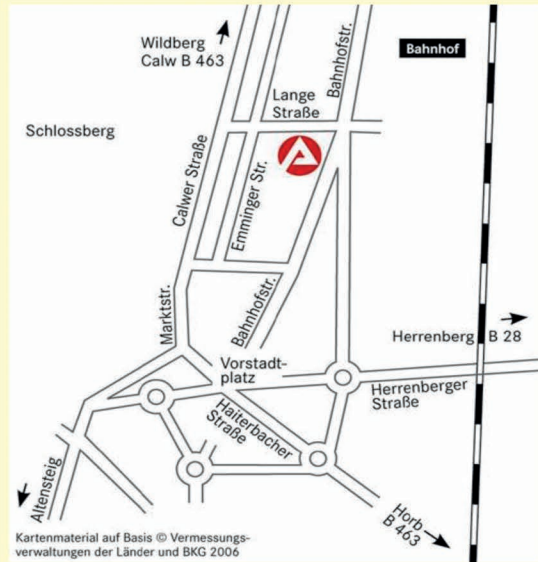 Wildberg
Calw B 463
Bahnhofstr.
Bahnhof
Lange
Straße
Schlossberg
Calwer Straße
Emminger Str.
Marktstr.
Bahnhofstr.
Herrenberg B 28
Vorstadt-
platz
Herrenberger
Straße
Haiterbacher
Straße
Altensteig
Horb
B 463
Kartenmaterial auf Basis © Vermessungs-
verwaltungen der Länder und BKG 2006